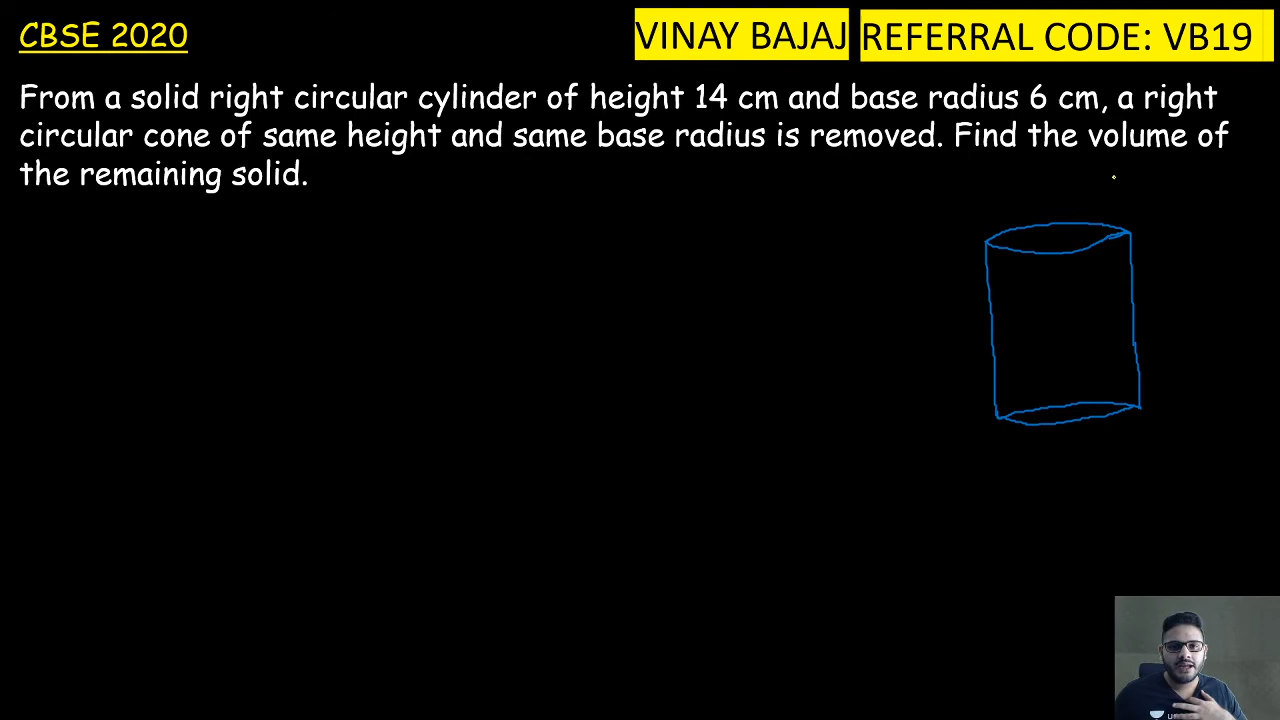 CBSE 2020
VINAY BAJAJ
REFERRAL CODE: VB19
From a solid right circular cylinder of height 14 cm and base radius 6 cm, a right
circular cone of same height and same base radius is removed. Find the volume of
the remaining solid.